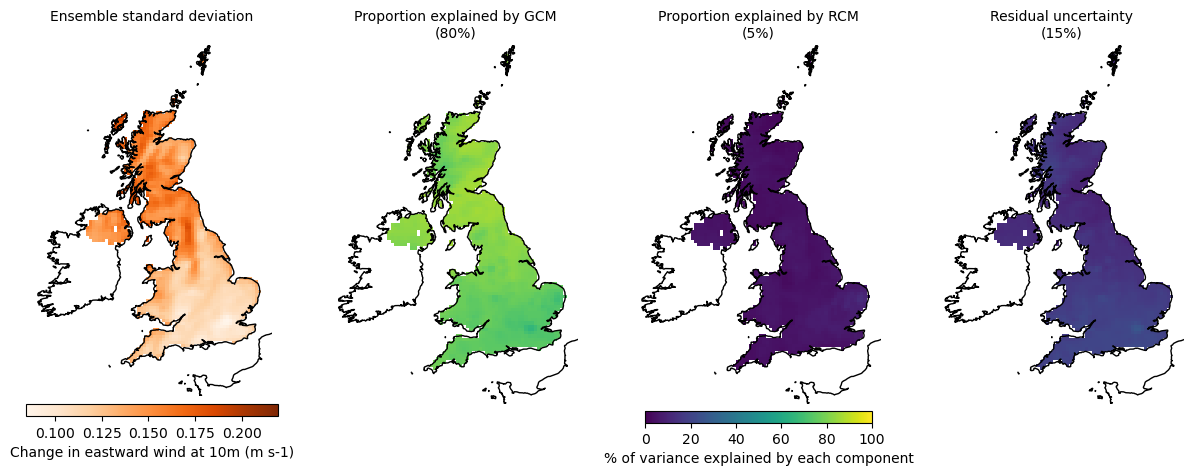 Ensemble standard deviation
Proportion explained by GCM
(80%)
Proportion explained by RCM
(5%)
Residual uncertainty
(15%)
0.100 0.125 0.150 0.175 0.200
Change in eastward wind at 10m (m s-1)
0 20 40 60 80 100
% of variance explained by each component